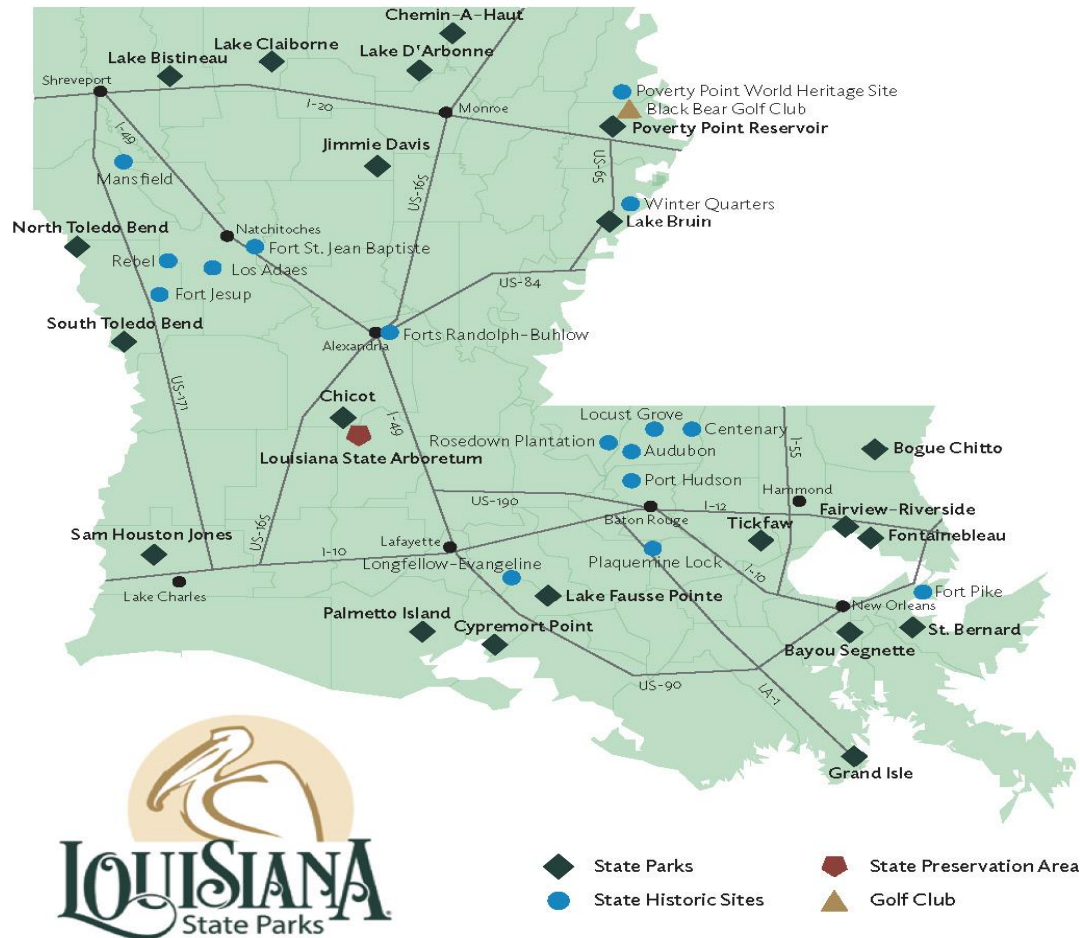 Chemin-A-Haut
Lake Claiborne
Lake D'Arbonne
Lake Bistineau
Shreveport
I-20
Monroe
Poverty Point World Heritage Site
Black Bear Golf Club
Poverty Point Reservoir
I-49
Jimmie Davis
US-165
US-65
Mansfield
Winter Quarters
Lake Bruin
North Toledo Bend
Natchitoches
Fort St. Jean Baptiste
Rebel
Los Adaes
Fort Jesup
US-84
South Toledo Bend
Alexandria
Forts Randolph-Buhlow
US-171
Chicot
I-49
Louisiana State Arboretum
Locust Grove
Centenary
Rosedown Plantation
Audubon
I-55
Bogue Chitto
Port Hudson
US-190
Hammond
I-12
Fairview-Riverside
Baton Rouge
Tickfaw
Fontainebleau
Sam Houston Jones
US-165
I-10
Lafayette
Longfellow-Evangeline
Plaquemine Lock
I-10
Lake Charles
Lake Fausse Pointe
Fort Pike
New Orleans
Palmetto Island
Cypremort Point
St. Bernard
Bayou Segnette
US-90
LA-1
Grand Isle
LOUISIANA
State Parks
State Parks
State Preservation Area
State Historic Sites
Golf Club